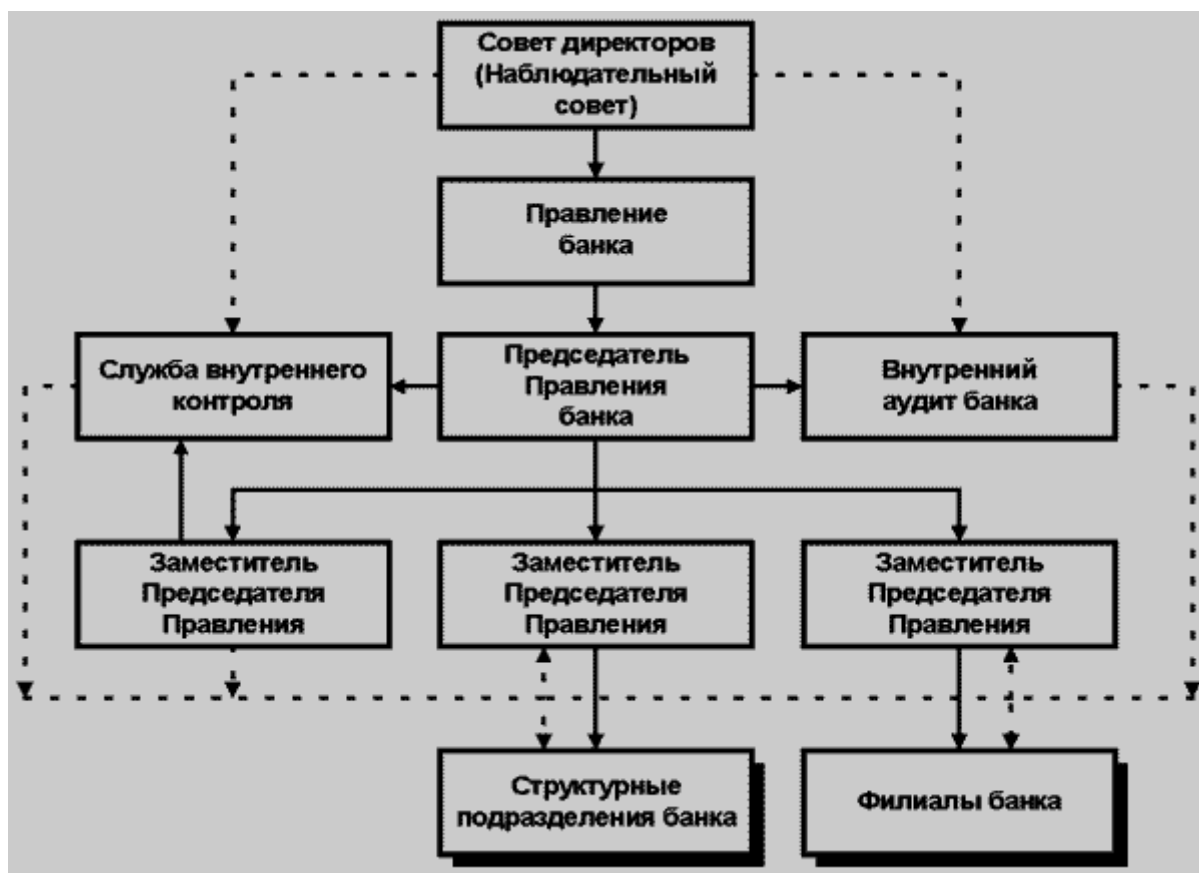 Совет директоров
(Наблюдательный
совет)
Правление
банка
Служба внутреннего
контроля
Председатель
Правления
банка
Внутренний
аудит банка
Заместитель
Председателя
Правления
Заместитель
Председателя
Правления
Заместитель
Председателя
Правления
Структурные
подразделения банка
Филиалы банка